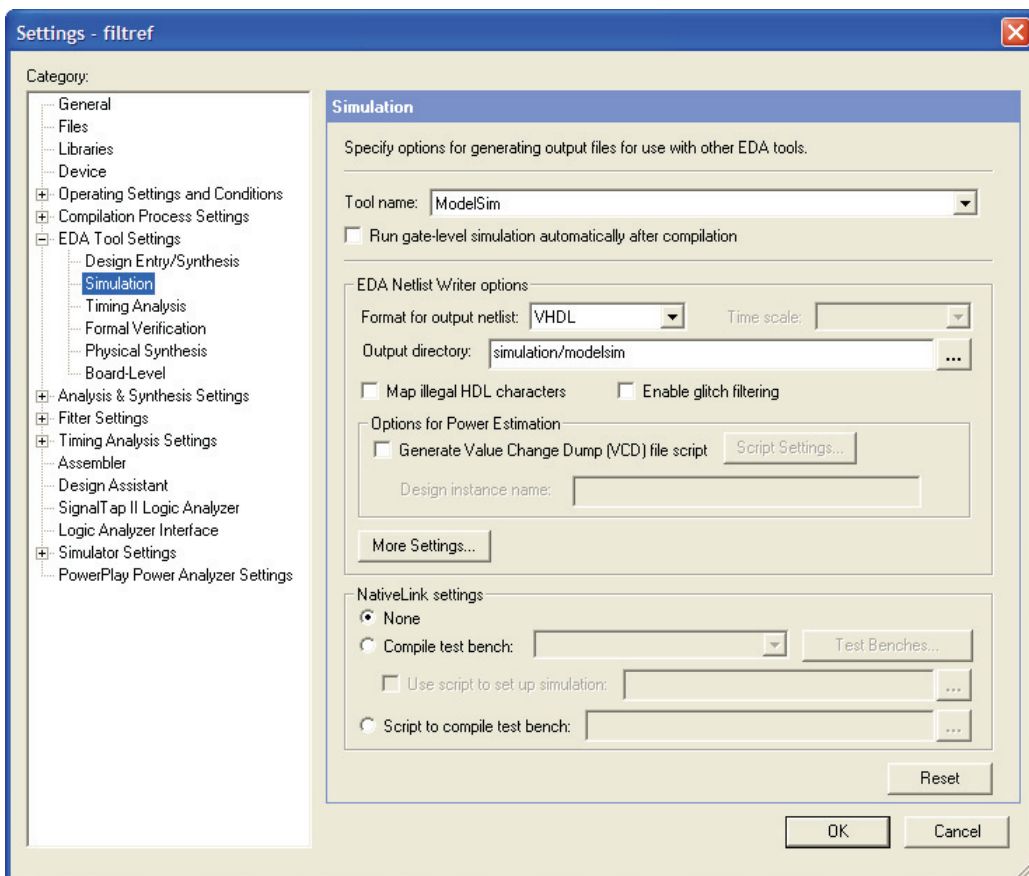 Settings - filtref
Category:
General
Files
Libraries
Device
Operating Settings and Conditions
Compilation Process Settings
EDA Tool Settings
Design Entry/Synthesis
Simulation
Timing Analysis
Formal Verification
Physical Synthesis
Board-Level
Analysis & Synthesis Settings
Fitter Settings
Timing Analysis Settings
Assembler
Design Assistant
SignalTap II Logic Analyzer
Logic Analyzer Interface
Simulator Settings
PowerPlay Power Analyzer Settings
Simulation
Specify options for generating output files for use with other EDA tools.
Tool name: ModelSim
Run gate-level simulation automatically after compilation
EDA Netlist Writer options
Format for output netlist: VHDL Time scale:
Output directory: simulation/modelsim ...
Map illegal HDL characters Enable glitch filtering
Options for Power Estimation
Generate Value Change Dump (VCD) file script Script Settings...
Design instance name:
More Settings...
NativeLink settings
None
Compile test bench: Test Benches...
Use script to set up simulation: ...
Script to compile test bench: ...
Reset
OK Cancel